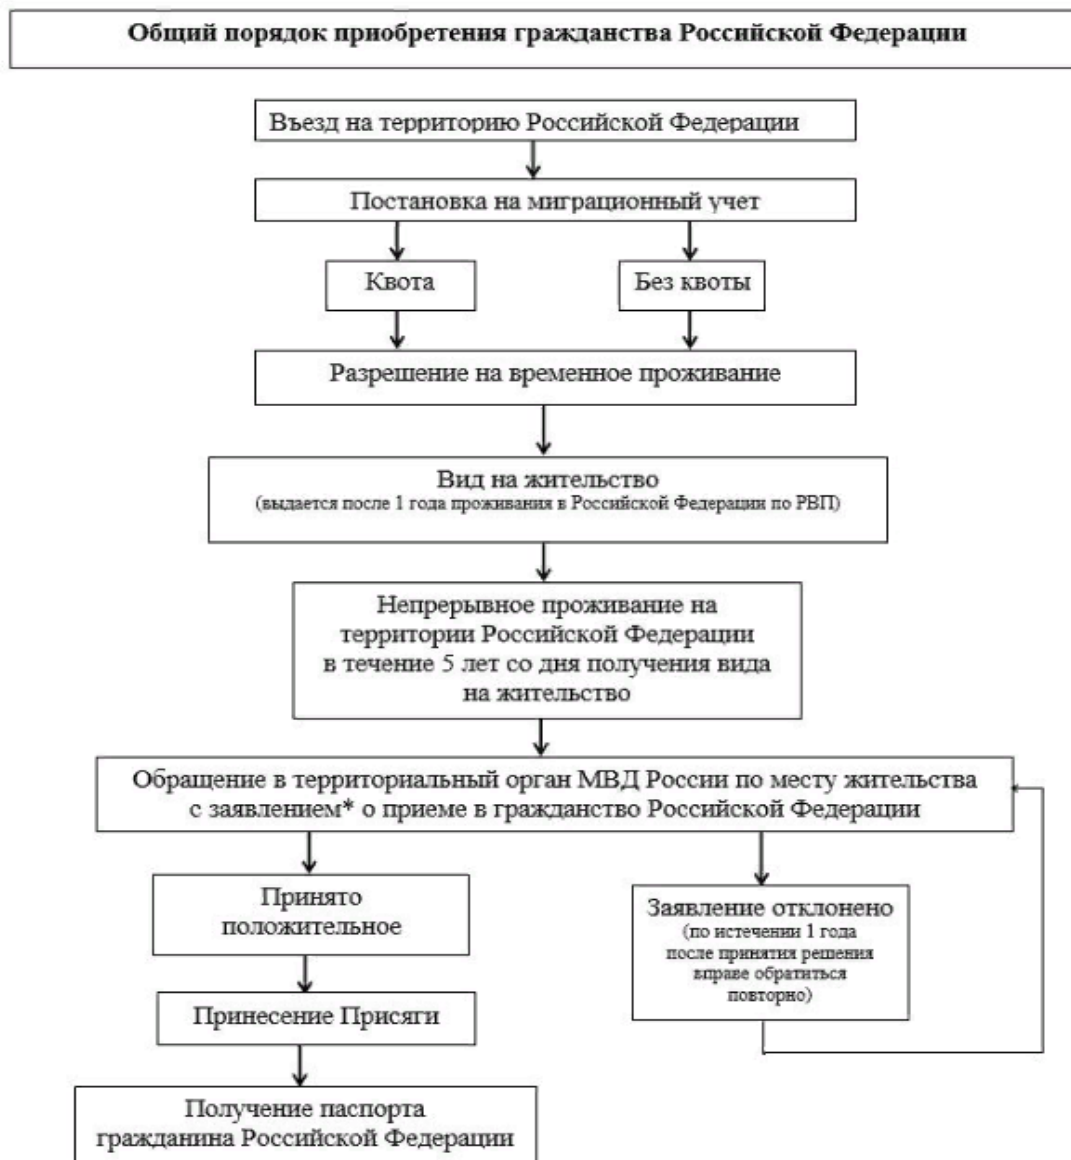 Общий порядок приобретения гражданства Российской Федерации
Въезд на территорию Российской Федерации
Постановка на миграционный учет
Квота
Без квоты
Разрешение на временное проживание
Вид на жительство
(выдается после 1 года проживания в Российской Федерации по РВП)
Непрерывное проживание на
территории Российской Федерации
в течение 5 лет со дня получения вида
на жительство
Обращение в территориальный орган МВД России по месту жительства
с заявлением* о приеме в гражданство Российской Федерации
Принято
положительное
Заявление отклонено
(по истечении 1 года
после принятия решения
вправе обратиться
повторно)
Принесение Присяги
Получение паспорта
гражданина Российской Федерации